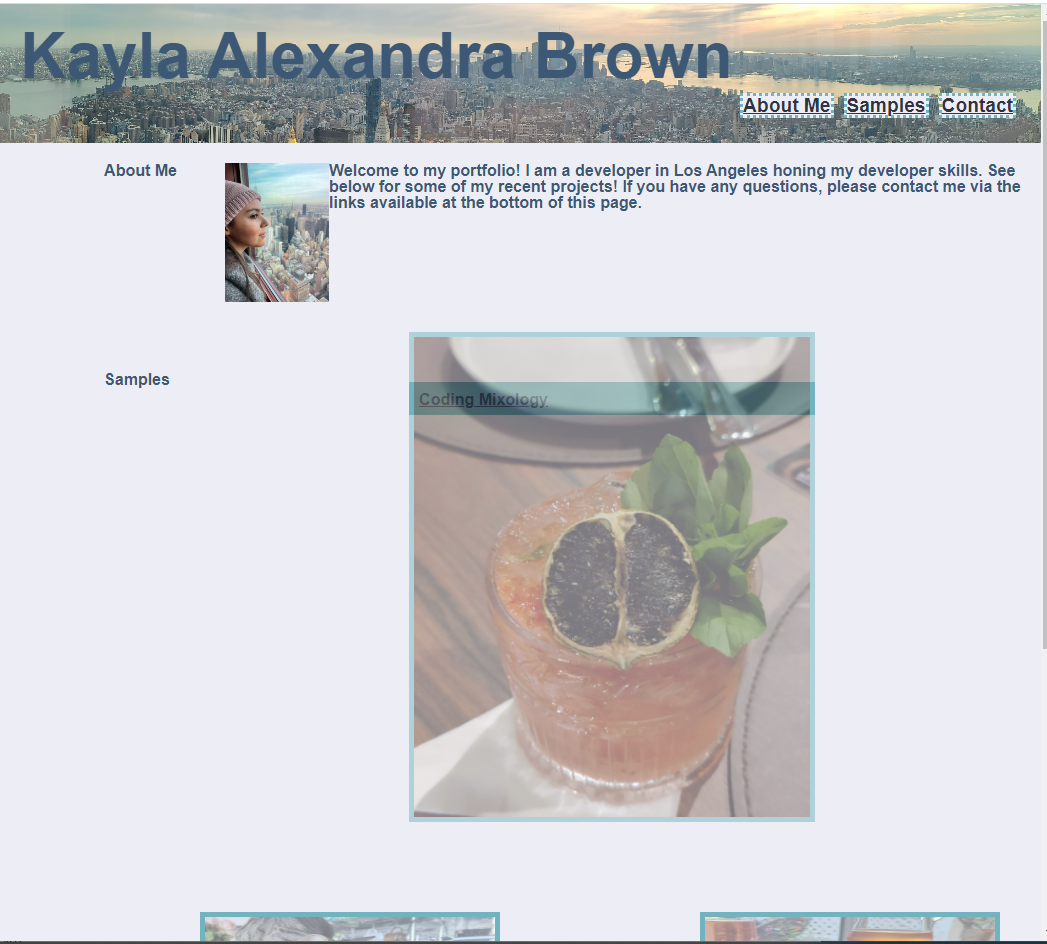 Kayla Alexandra Brown
About Me Samples Contact
About Me
Welcome to my portfolio! I am a developer in Los Angeles honing my developer skills. See
below for some of my recent projects! If you have any questions, please contact me via the
links available at the bottom of this page.
Samples
Coding Mixology